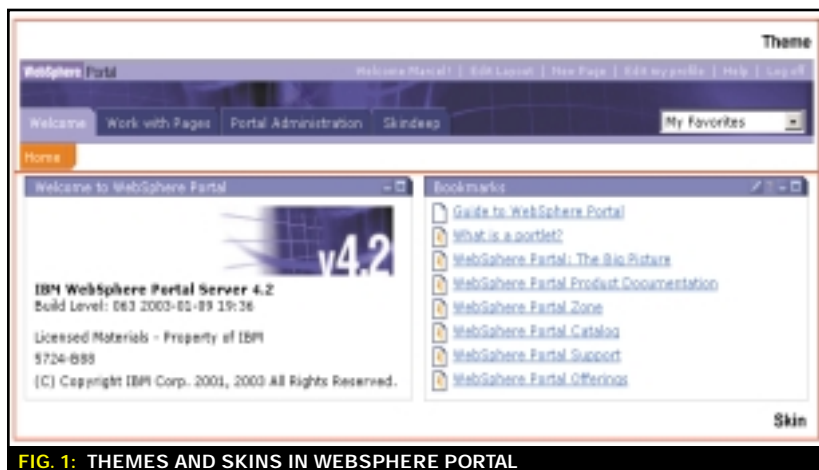 Theme
WebSphere Portal
Welcome Marcel! | Edit Layout | New Page | Edit my profile | Help | Log off
Welcome
Work with Pages
Portal Administration
Skindeep
My Favorites
Home
Welcome to WebSphere Portal
v4.2
IBM WebSphere Portal Server 4.2
Build Level: 063 2003-01-09 19:36
Licensed Materials - Property of IBM
5724-B88
(C) Copyright IBM Corp. 2001, 2003 All Rights Reserved.
Bookmarks
Guide to WebSphere Portal
What is a portlet?
WebSphere Portal: The Big Picture
WebSphere Portal Product Documentation
WebSphere Portal Zone
WebSphere Portal Catalog
WebSphere Portal Support
WebSphere Portal Offerings
Skin
FIG. 1: THEMES AND SKINS IN WEBSPHERE PORTAL